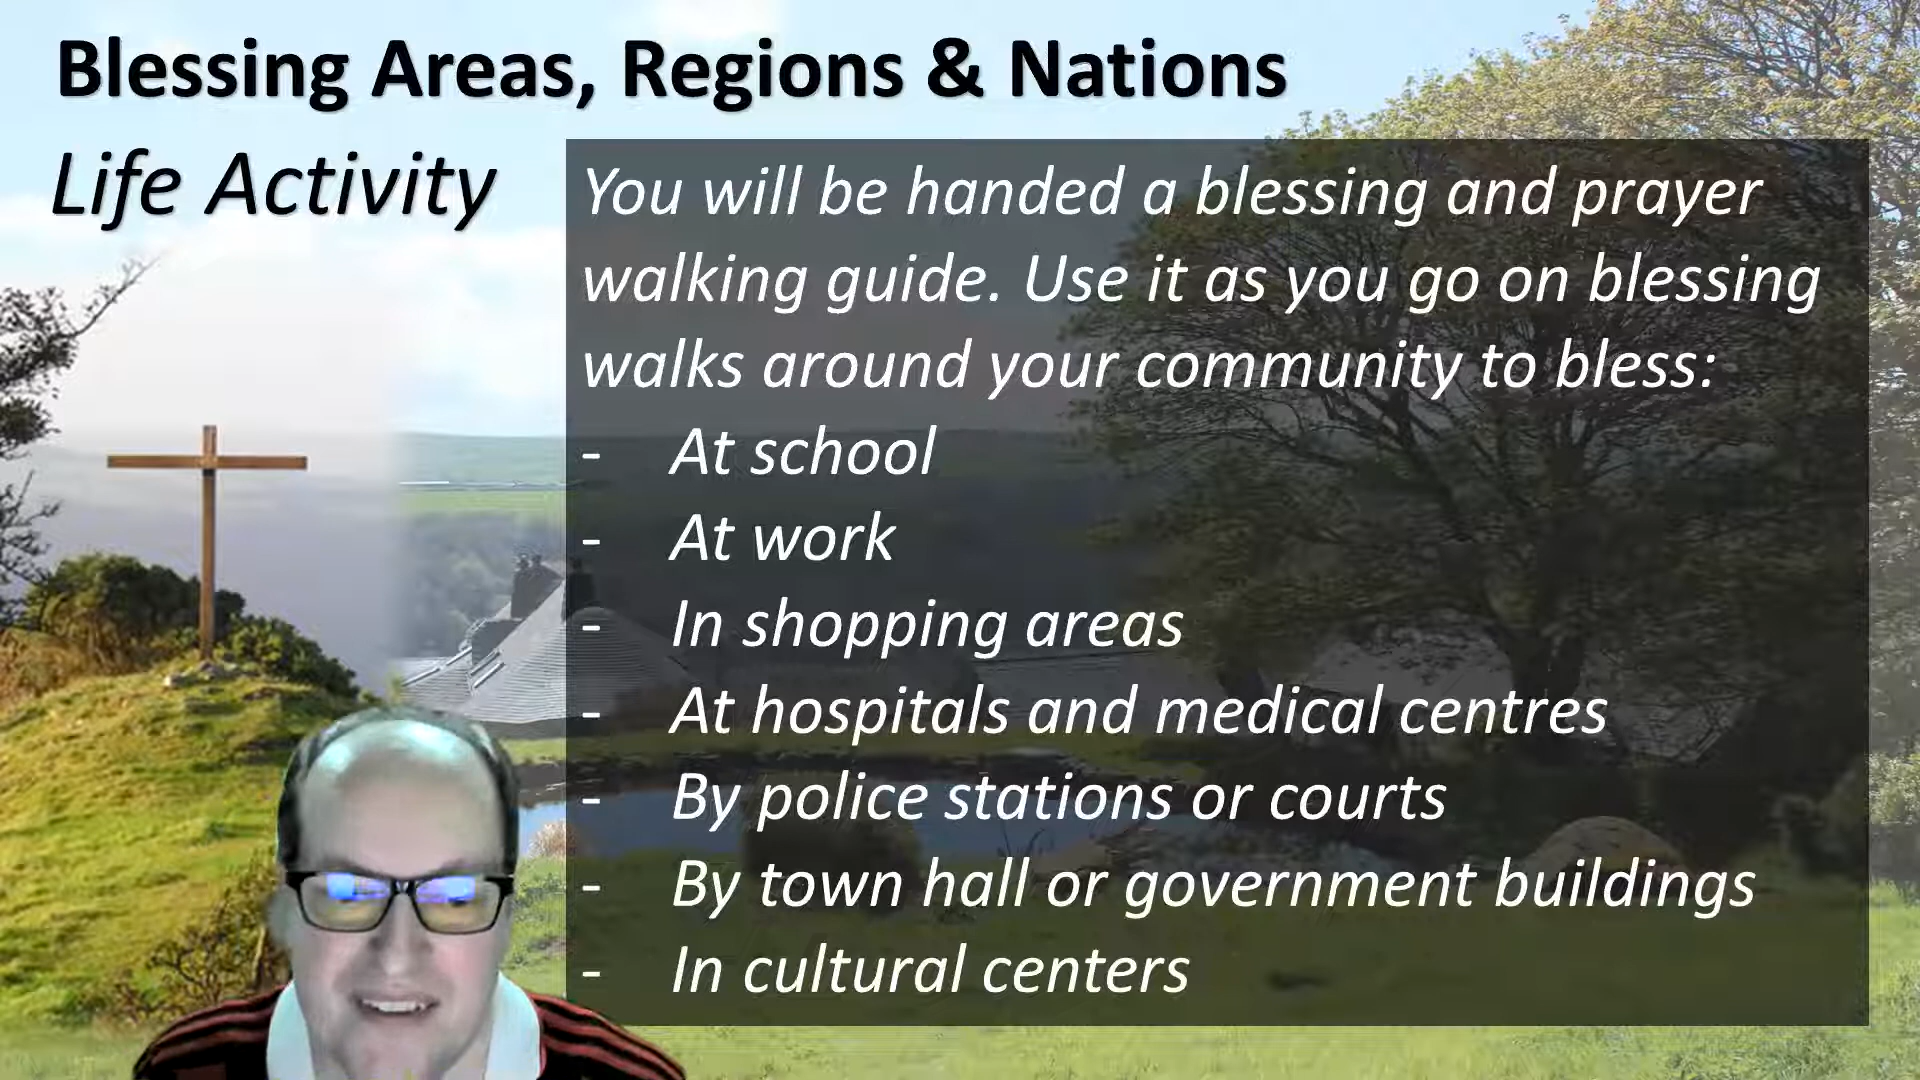 Blessing Areas, Regions & Nations
Life Activity
You will be handed a blessing and prayer
walking guide. Use it as you go on blessing
walks around your community to bless:
- At school
- At work
- In shopping areas
- At hospitals and medical centres
- By police stations or courts
- By town hall or government buildings
- In cultural centers